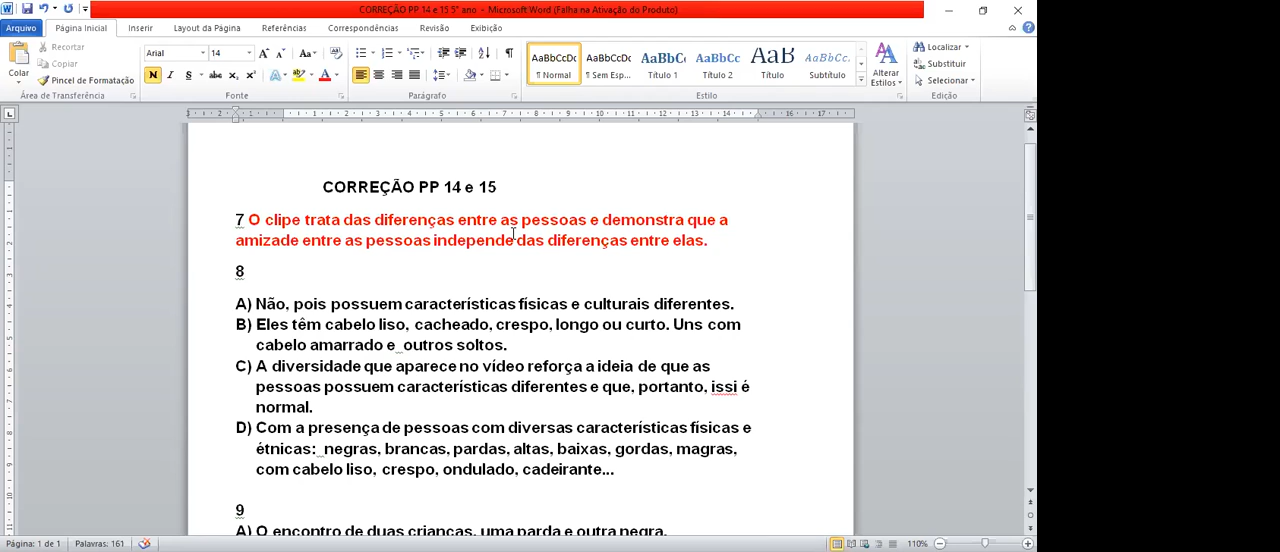 CORREÇÃO PP 14 e 15 5° ano - Microsoft Word (Falha na Ativação do Produto)
Arquivo Página Inicial Inserir Layout da Página Referências Correspondências Revisão Exibição
Colar
Recortar
Copiar
Pincel de Formatação
Área de Transferência
Arial 14
N I S abc x₂ x²
Fonte
Parágrafo
AaBbCcDc AaBbCcDc AaBbC AaBbCc AaB AaBbCc.
¶ Normal ¶ Sem Esp... Título 1 Título 2 Título Subtítulo
Estilo
Alterar Estilos
Localizar
Substituir
Selecionar
Edição
CORREÇÃO PP 14 e 15
7 O clipe trata das diferenças entre as pessoas e demonstra que a
amizade entre as pessoas independe das diferenças entre elas.
8
A) Não, pois possuem características físicas e culturais diferentes.
B) Eles têm cabelo liso, cacheado, crespo, longo ou curto. Uns com
cabelo amarrado e outros soltos.
C) A diversidade que aparece no vídeo reforça a ideia de que as
pessoas possuem características diferentes e que, portanto, issi é
normal.
D) Com a presença de pessoas com diversas características físicas e
étnicas: negras, brancas, pardas, altas, baixas, gordas, magras,
com cabelo liso, crespo, ondulado, cadeirante...
9
A) O encontro de duas crianças, uma parda e outra negra.
Página: 1 de 1 Palavras: 161 110%